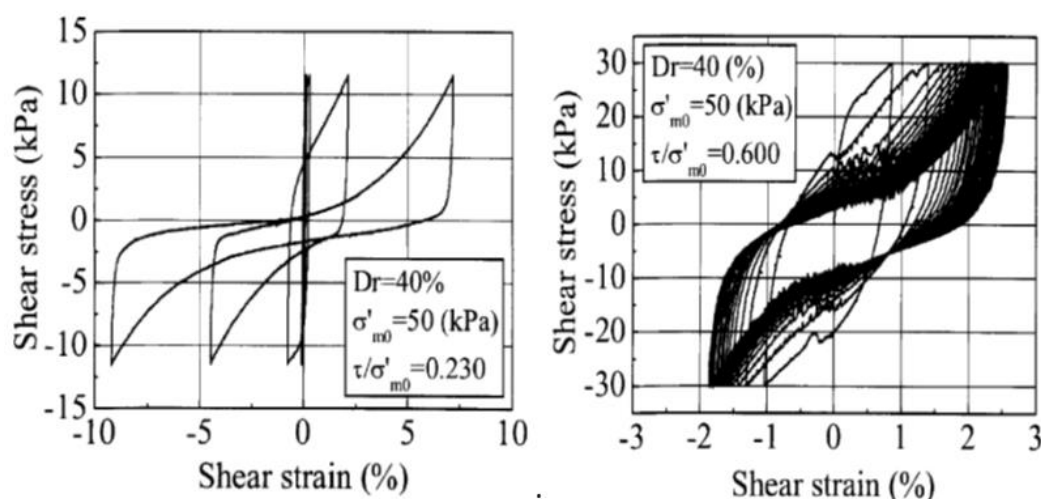 15
10
5
0
-5
-10
-15
Shear stress (kPa)
Dr=40%
σ'm0=50 (kPa)
τ/σ'm0=0.230
-10 -5 0 5 10
Shear strain (%)
30
20
10
0
-10
-20
-30
Shear stress (kPa)
Dr=40 (%)
σ'm0=50 (kPa)
τ/σ'm0=0.600
-3 -2 -1 0 1 2 3
Shear strain (%)